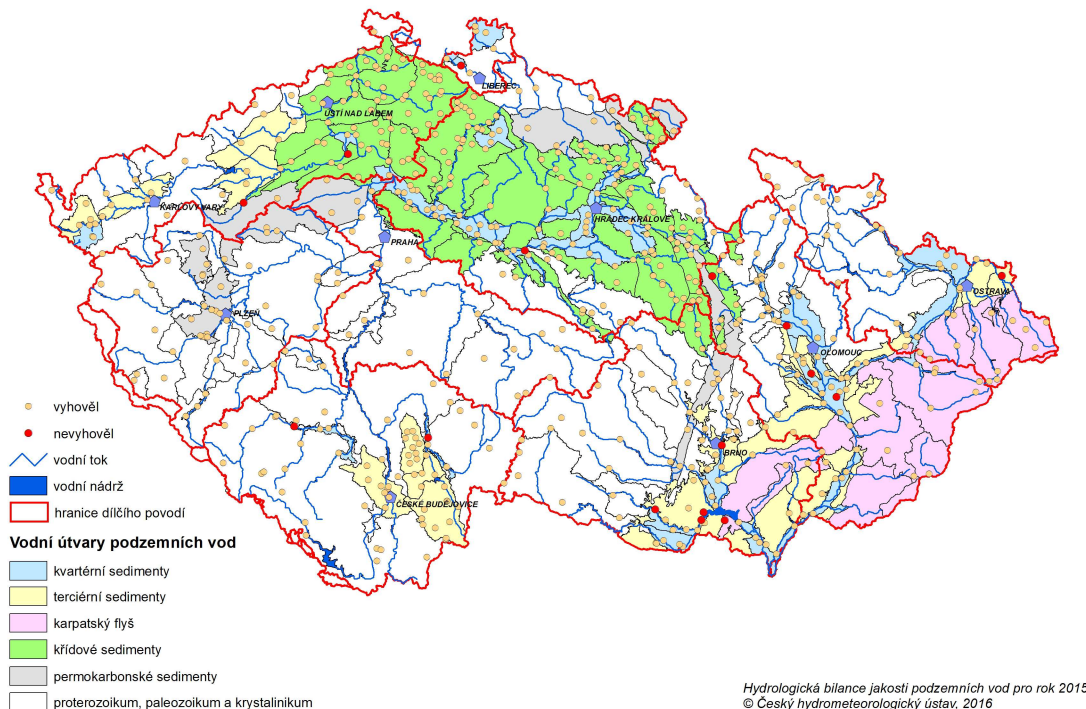 LIBEREC
ÚSTÍ NAD LABEM
KARLOVY VARY
HRADEC KRÁLOVÉ
PRAHA
OSTRAVA
PLZEŇ
OLOMOUC
BRNO
ČESKÉ BUDĚJOVICE
vyhověl
nevyhověl
vodní tok
vodní nádrž
hranice dílčího povodí
Vodní útvary podzemních vod
kvartérní sedimenty
terciérní sedimenty
karpatský flyš
křídové sedimenty
permokarbonské sedimenty
proterozoikum, paleozoikum a krystalinikum
Hydrologická bilance jakosti podzemních vod pro rok 2015
© Český hydrometeorologický ústav, 2016